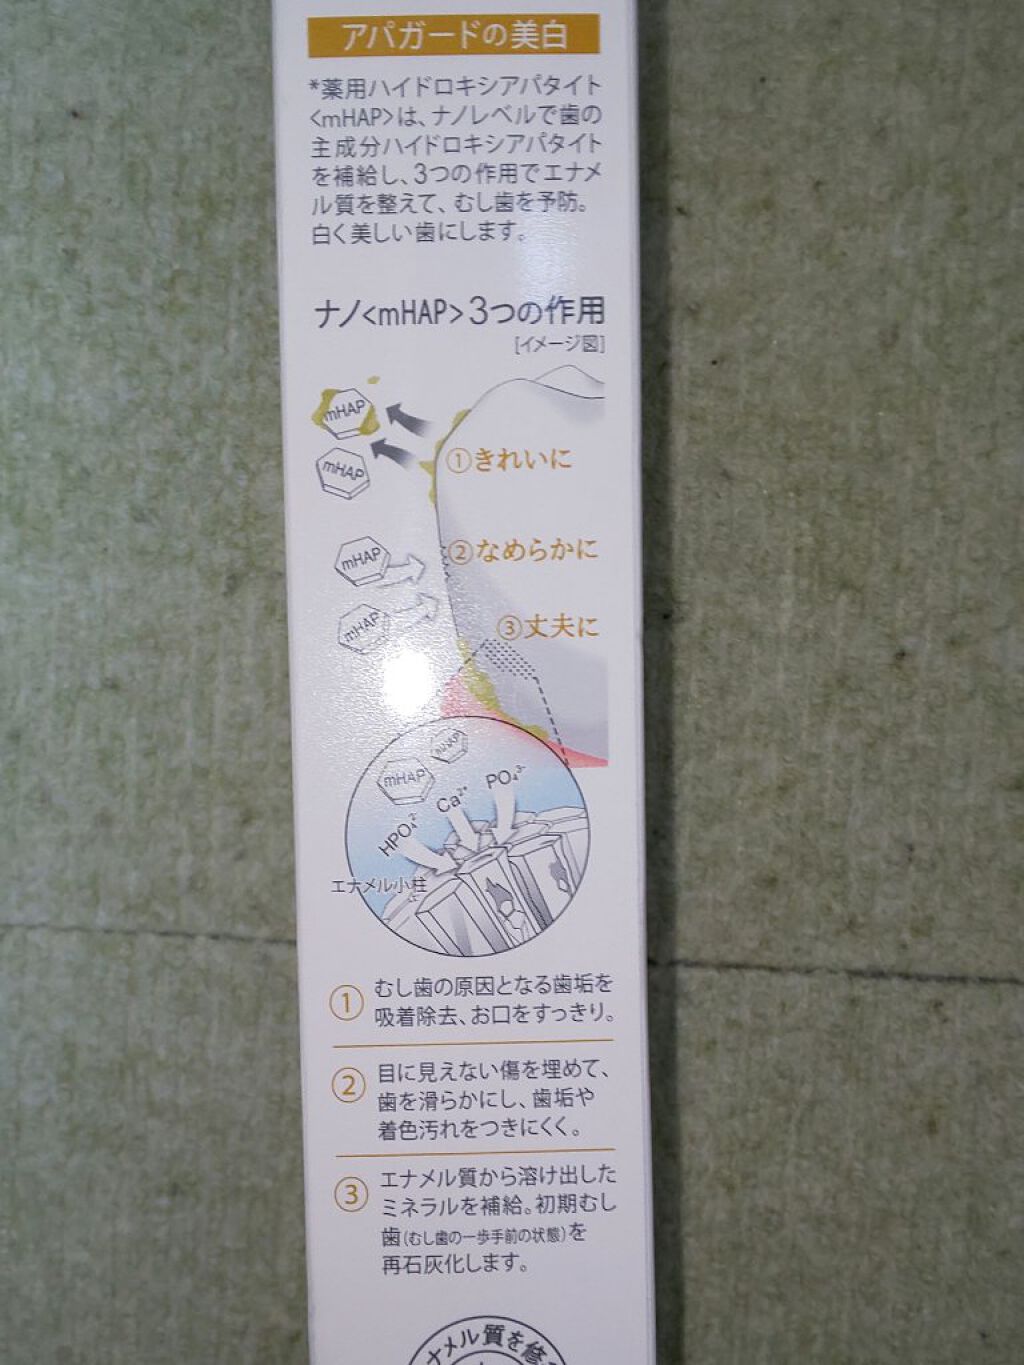 アパガードの美白
*薬用ハイドロキシアパタイト
<mHAP>は、ナノレベルで歯の
主成分ハイドロキシアパタイト
を補給し、3つの作用でエナメ
ル質を整えて、むし歯を予防。
白く美しい歯にします。
ナノ<mHAP>3つの作用
[イメージ図]
mHAP
mHAP
①きれいに
mHAP
②なめらかに
mHAP
③丈夫に
mHAP
mHAP
HPO₄²⁻
Ca²⁺
PO₄³⁻
エナメル小柱
① むし歯の原因となる歯垢を
吸着除去、お口をすっきり。
② 目に見えない傷を埋めて、
歯を滑らかにし、歯垢や
着色汚れをつきにくく。
③ エナメル質から溶け出した
ミネラルを補給。初期むし
歯(むし歯の一歩手前の状態)を
再石灰化します。
ナメル質を修